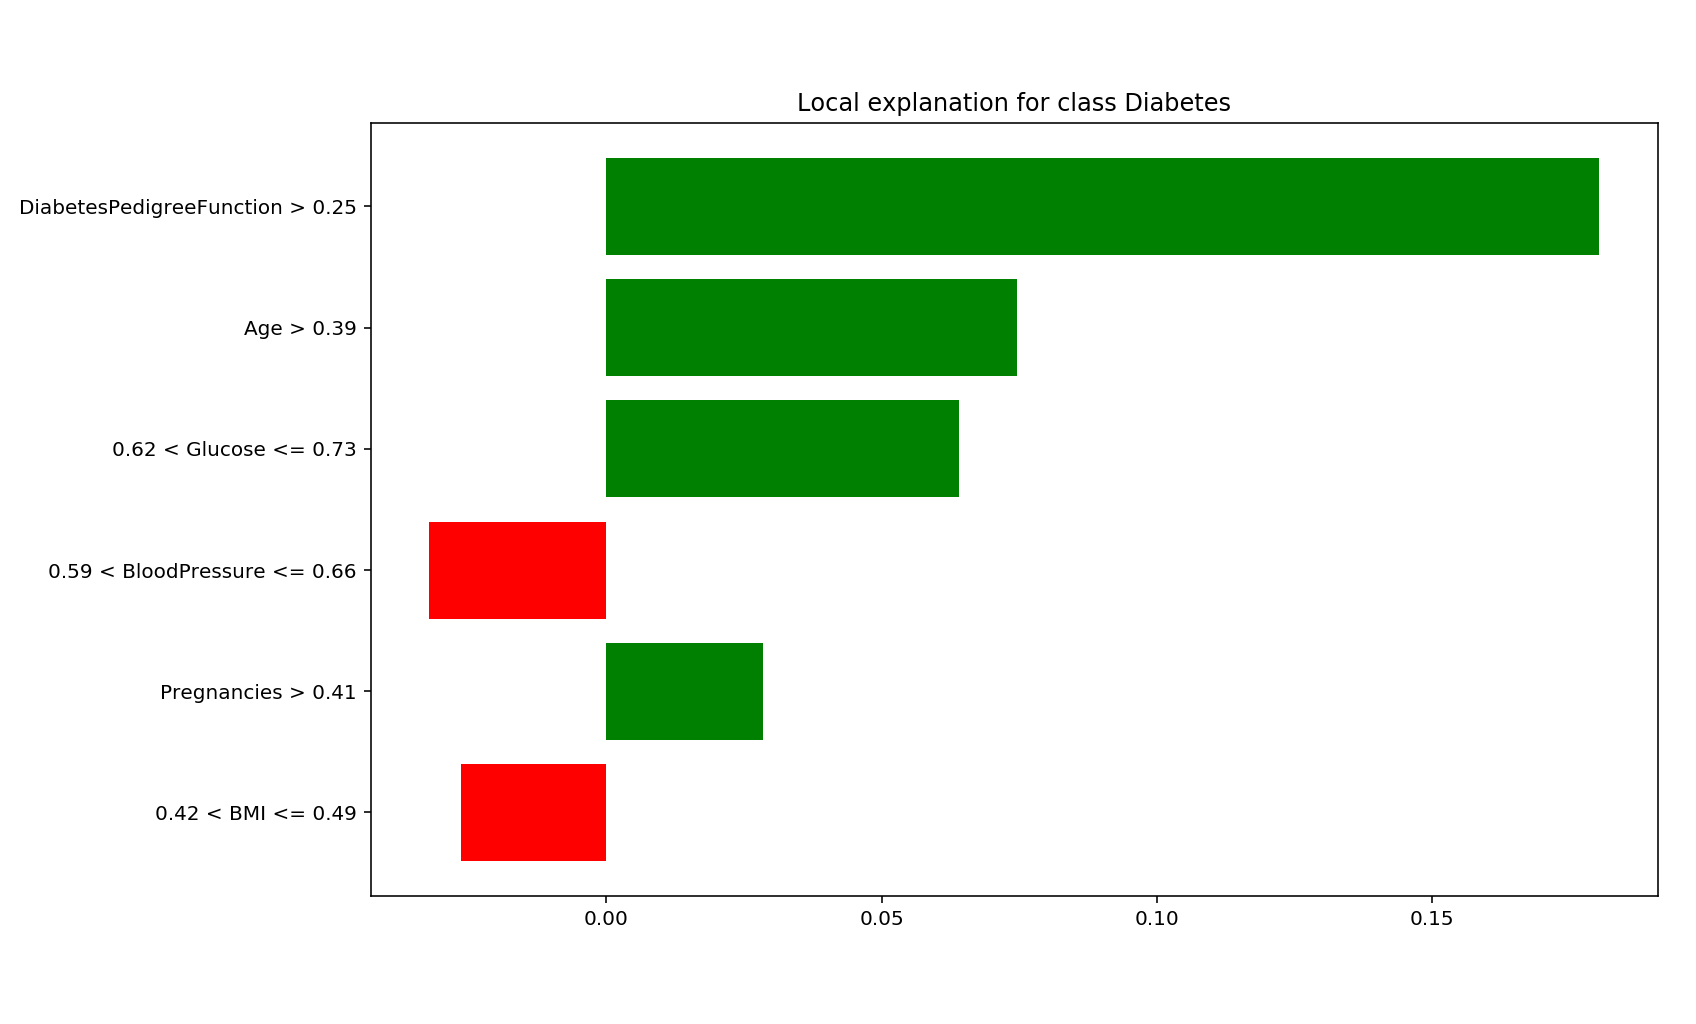 Local explanation for class Diabetes
DiabetesPedigreeFunction > 0.25
Age > 0.39
0.62 < Glucose <= 0.73
0.59 < BloodPressure <= 0.66
Pregnancies > 0.41
0.42 < BMI <= 0.49
0.00 0.05 0.10 0.15